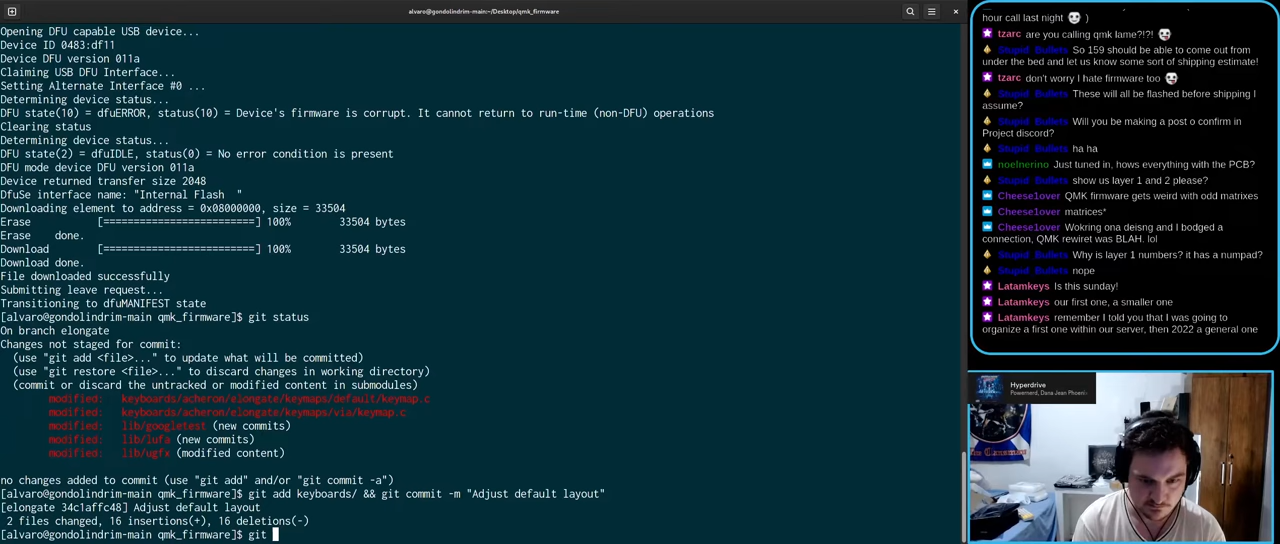 alvaro@gondolindrim-main:~/Desktop/qmk_firmware
Opening DFU capable USB device...
Device ID 0483:df11
Device DFU version 011a
Claiming USB DFU Interface...
Setting Alternate Interface #0 ...
Determining device status...
DFU state(10) = dfuERROR, status(10) = Device's firmware is corrupt. It cannot return to run-time (non-DFU) operations
Clearing status
Determining device status...
DFU state(2) = dfuIDLE, status(0) = No error condition is present
DFU mode device DFU version 011a
Device returned transfer size 2048
DfuSe interface name: "Internal Flash  "
Downloading element to address = 0x08000000, size = 33504
Erase    [=========================] 100%    33504 bytes
Erase    done.
Download [=========================] 100%    33504 bytes
Download done.
File downloaded successfully
Submitting leave request...
Transitioning to dfuMANIFEST state
[alvaro@gondolindrim-main qmk_firmware]$ git status
On branch elongate
Changes not staged for commit:
(use "git add <file>..." to update what will be committed)
(use "git restore <file>..." to discard changes in working directory)
(commit or discard the untracked or modified content in submodules)
modified:   keyboards/acheron/elongate/keymaps/default/keymap.c
modified:   keyboards/acheron/elongate/keymaps/via/keymap.c
modified:   lib/googletest (new commits)
modified:   lib/lufa (new commits)
modified:   lib/ugfx (modified content)
no changes added to commit (use "git add" and/or "git commit -a")
[alvaro@gondolindrim-main qmk_firmware]$ git add keyboards/ && git commit -m "Adjust default layout"
[elongate 34c1affc48] Adjust default layout
2 files changed, 16 insertions(+), 16 deletions(-)
[alvaro@gondolindrim-main qmk_firmware]$ git
hour call last night )
tzarc are you calling qmk lame?!?!
Stupid_Bullets So 159 should be able to come out from
under the bed and let us know some sort of shipping estimate!
tzarc don't worry I hate firmware too
Stupid_Bullets These will all be flashed before shipping I
assume?
Stupid_Bullets Will you be making a post o confirm in
Project discord?
Stupid_Bullets ha ha
noelnerino Just tuned in, hows everything with the PCB?
Stupid_Bullets show us layer 1 and 2 please?
Cheeselover QMK firmware gets weird with odd matrixes
Cheeselover matrices*
Cheeselover Wokring ona deisng and I bodged a
connection, QMK rewiret was BLAH. lol
Stupid_Bullets Why is layer 1 numbers? it has a numpad?
Stupid_Bullets nope
Latamkeys Is this sunday!
Latamkeys our first one, a smaller one
Latamkeys remember I told you that I was going to
organize a first one within our server, then 2022 a general one
Hyperdrive
Powernerd, Dana Jean Phoenix